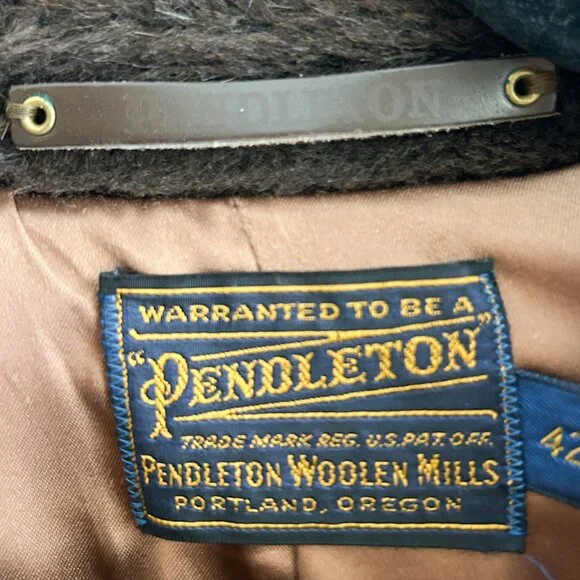 PENDLETON
WARRANTED TO BE A
"PENDLETON"
TRADE MARK REG. U.S. PAT. OFF.
PENDLETON WOOLEN MILLS
PORTLAND, OREGON
42